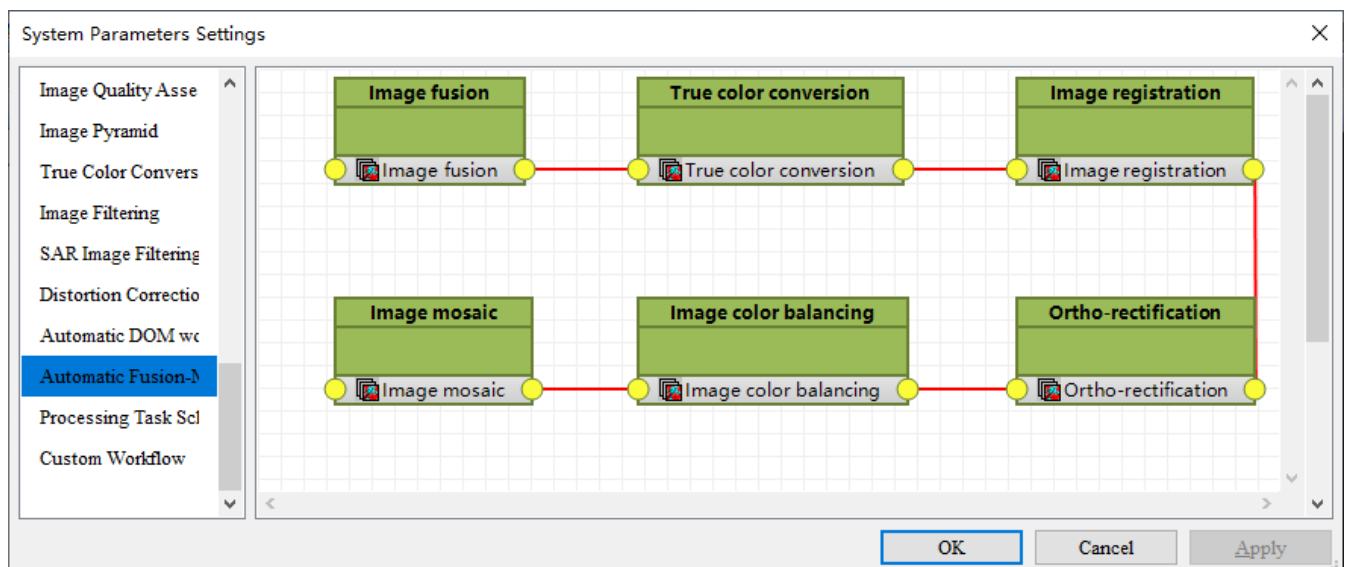 System Parameters Settings
Image Quality Asse
Image Pyramid
True Color Convers
Image Filtering
SAR Image Filtering
Distortion Correctio
Automatic DOM wc
Automatic Fusion-N
Processing Task Scl
Custom Workflow
Image fusion
Image fusion
True color conversion
True color conversion
Image registration
Image registration
Image mosaic
Image mosaic
Image color balancing
Image color balancing
Ortho-rectification
Ortho-rectification
OK
Cancel
Apply